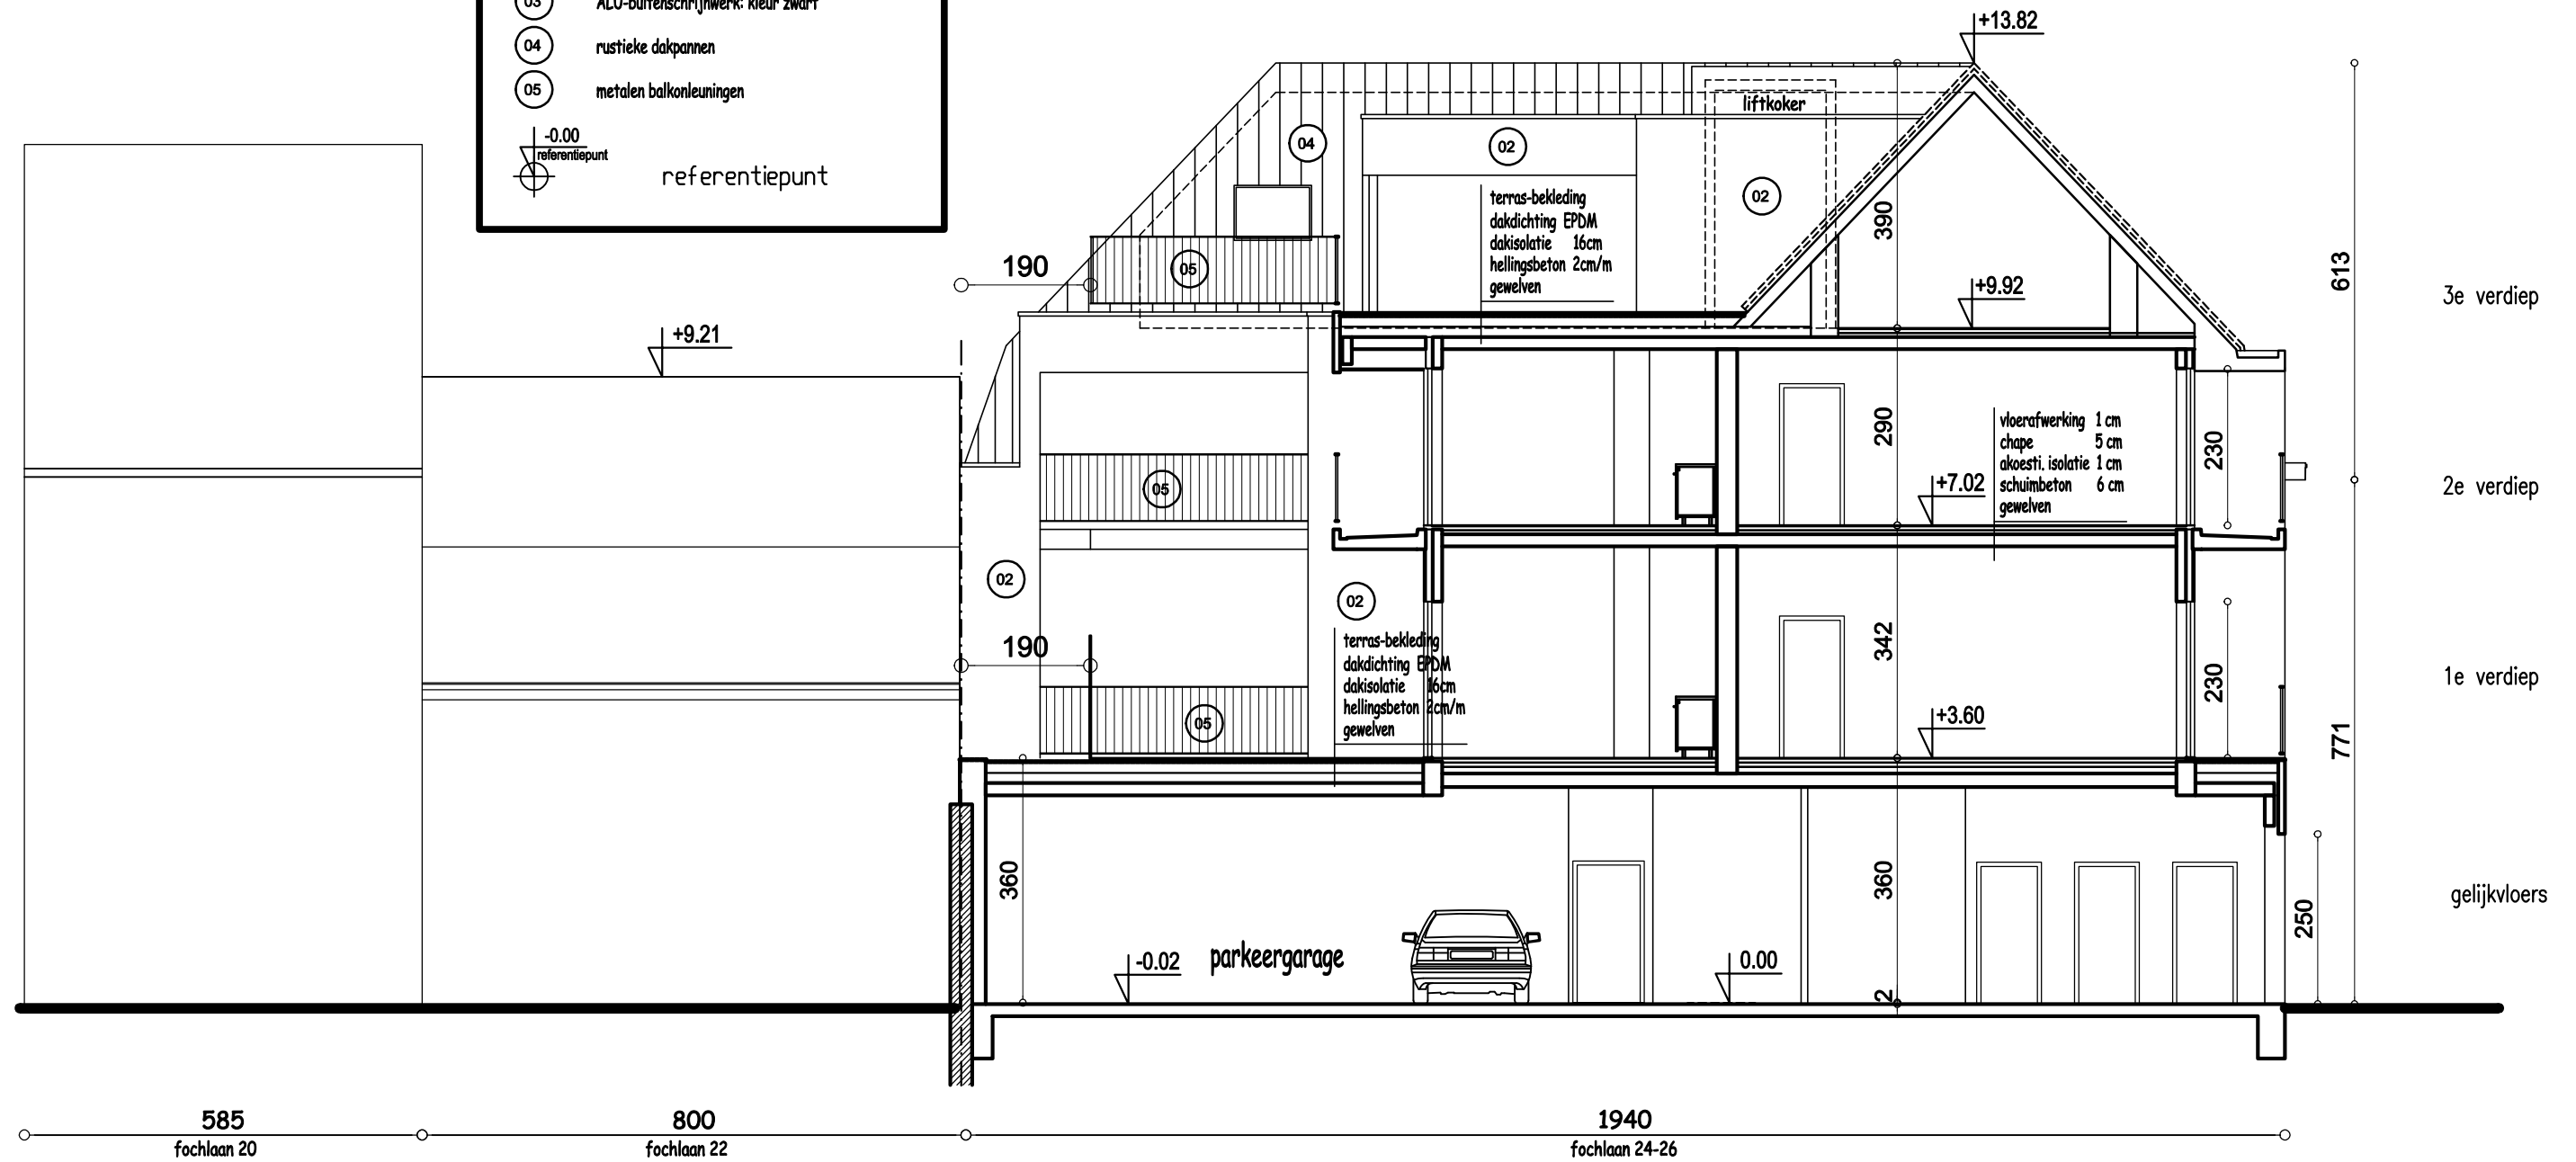 03 ALU-buitenschrijnwerk: kleur zwart
04 rustieke dakpannen
05 metalen balkonleuningen
-0.00
referentiepunt
referentiepunt
+13.82
liftkoker
04
02
02
terras-bekleding
dakdichting EPDM
dakisolatie 16cm
hellingsbeton 2cm/m
gewelven
390
613
190
05
+9.92
3e verdiep
+9.21
290
vloerafwerking 1 cm
chape 5 cm
akoesti. isolatie 1 cm
schuimbeton 6 cm
gewelven
230
05
+7.02
2e verdiep
02
02
190
terras-bekleding
dakdichting EPDM
dakisolatie 16cm
hellingsbeton 2cm/m
gewelven
342
230
1e verdiep
05
+3.60
771
360
360
250
gelijkvloers
-0.02
parkeergarage
0.00
2
585
800
1940
fochlaan 20
fochlaan 22
fochlaan 24-26